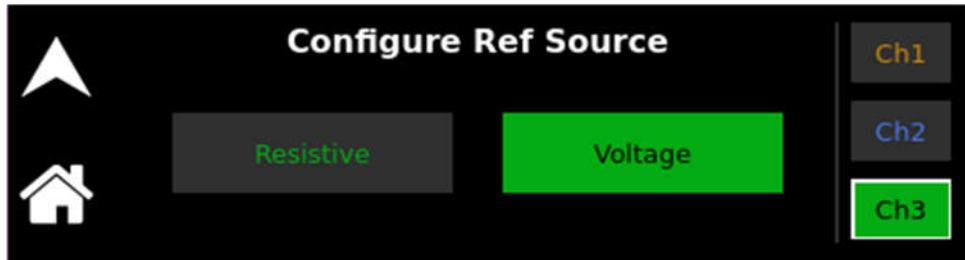 Configure Ref Source
Resistive
Voltage
Ch1
Ch2
Ch3